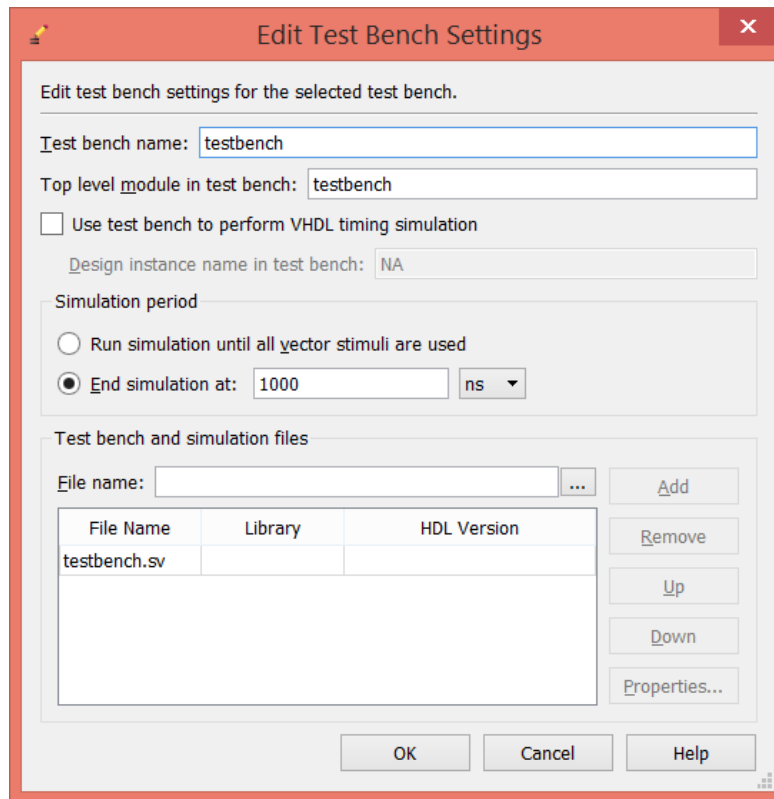 Edit Test Bench Settings
Edit test bench settings for the selected test bench.
Test bench name: testbench
Top level module in test bench: testbench
Use test bench to perform VHDL timing simulation
Design instance name in test bench: NA
Simulation period
Run simulation until all vector stimuli are used
End simulation at: 1000 ns
Test bench and simulation files
File name: ... Add
File Name Library HDL Version
Remove
testbench.sv
Up
Down
Properties...
OK Cancel Help